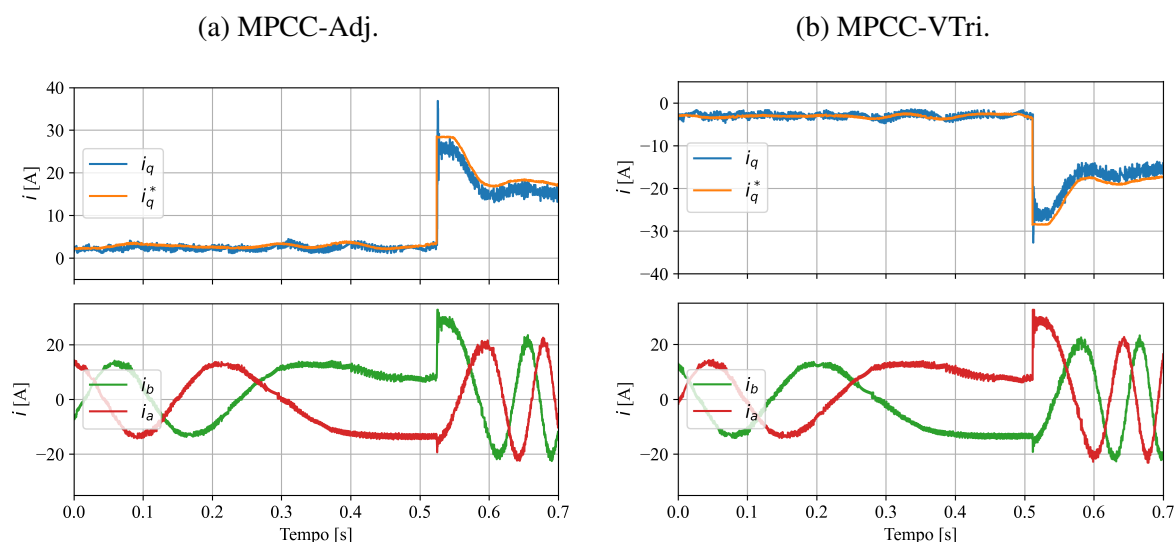 (a) MPCC-Adj.
(b) MPCC-VTri.
40
30
20
10
0
i [A]
i_q
i_q^*
20
0
−20
i [A]
i_b
i_a
0.0 0.1 0.2 0.3 0.4 0.5 0.6 0.7
Tempo [s]
0
−10
−20
−30
−40
i [A]
i_q
i_q^*
20
0
−20
i [A]
i_b
i_a
0.0 0.1 0.2 0.3 0.4 0.5 0.6 0.7
Tempo [s]